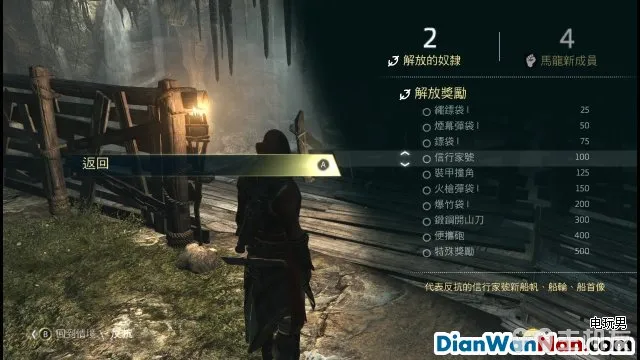 2
解放的奴隸
4
馬龍新成員
解放獎勵
繩鏢袋 I 25
煙幕彈袋 I 50
鏢袋 I 75
信行家號 100
裝甲撞角 125
火槍彈袋 I 150
爆竹袋 I 200
鍛鋼開山刀 300
便攜砲 400
特殊獎勵 500
返回
A
代表反抗的信行家號新船帆、船輪、船首像
B
电玩男
DianWanNan.com